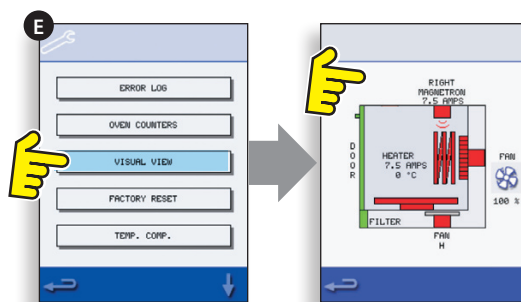 E
ERROR LOG
OVEN COUNTERS
VISUAL VIEW
FACTORY RESET
TEMP. COMP.
RIGHT
MAGNETRON
7.5 AMPS
DOOR
HEATER
7.5 AMPS
0 °C
FAN
100 %
FILTER
FAN
H